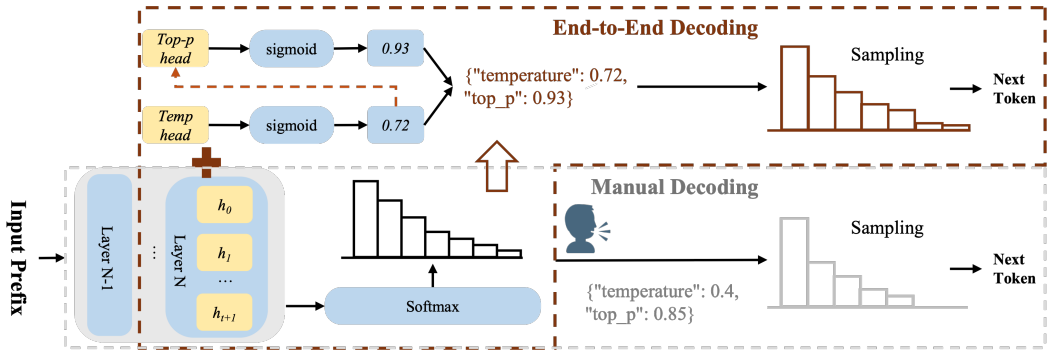 End-to-End Decoding
Top-p
head
sigmoid
0.93
Temp
head
sigmoid
0.72
{"temperature": 0.72,
"top_p": 0.93}
Sampling
Next
Token
Input Prefix
Layer N-1
...
Layer N
h0
h1
...
ht+1
Softmax
Manual Decoding
{"temperature": 0.4,
"top_p": 0.85}
Sampling
Next
Token